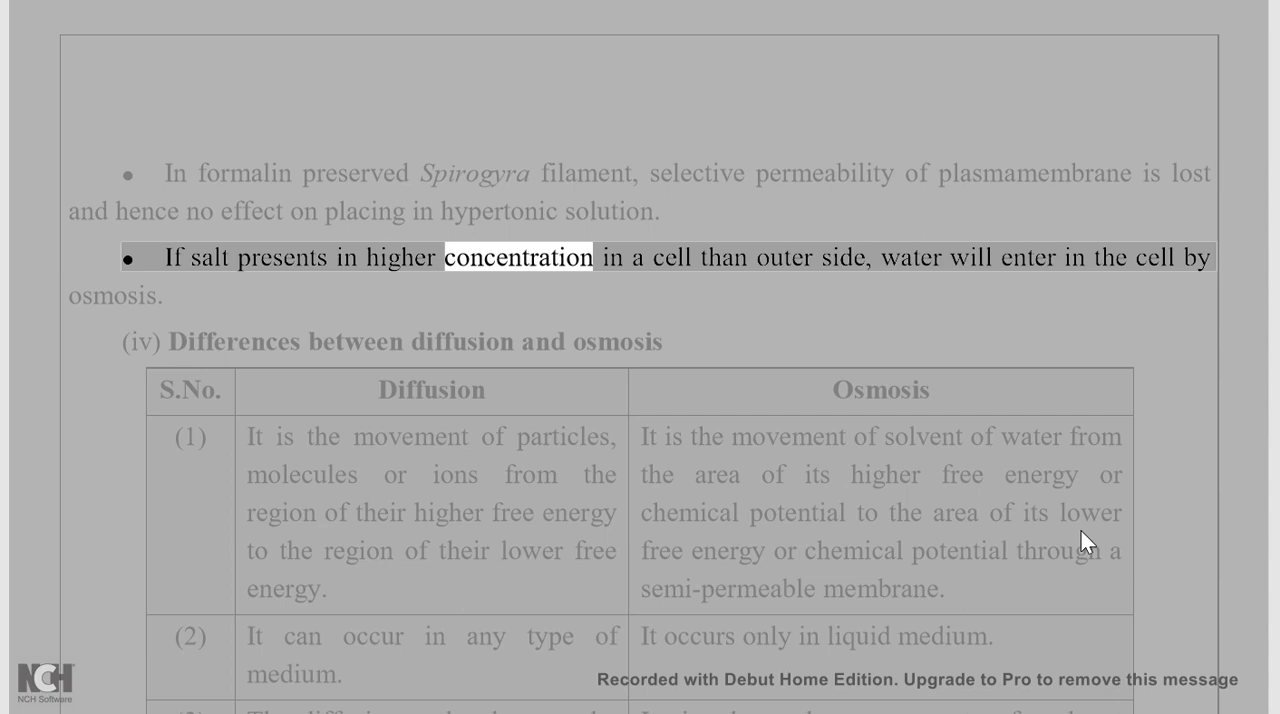 • In formalin preserved Spirogyra filament, selective permeability of plasmamembrane is lost
and hence no effect on placing in hypertonic solution.
• If salt presents in higher concentration in a cell than outer side, water will enter in the cell by
osmosis.
(iv) Differences between diffusion and osmosis
S.No. Diffusion Osmosis
(1) It is the movement of particles, It is the movement of solvent of water from
molecules or ions from the the area of its higher free energy or
region of their higher free energy chemical potential to the area of its lower
to the region of their lower free free energy or chemical potential through a
energy. semi-permeable membrane.
(2) It can occur in any type of It occurs only in liquid medium.
medium.
NCH
NCH Software
Recorded with Debut Home Edition. Upgrade to Pro to remove this message